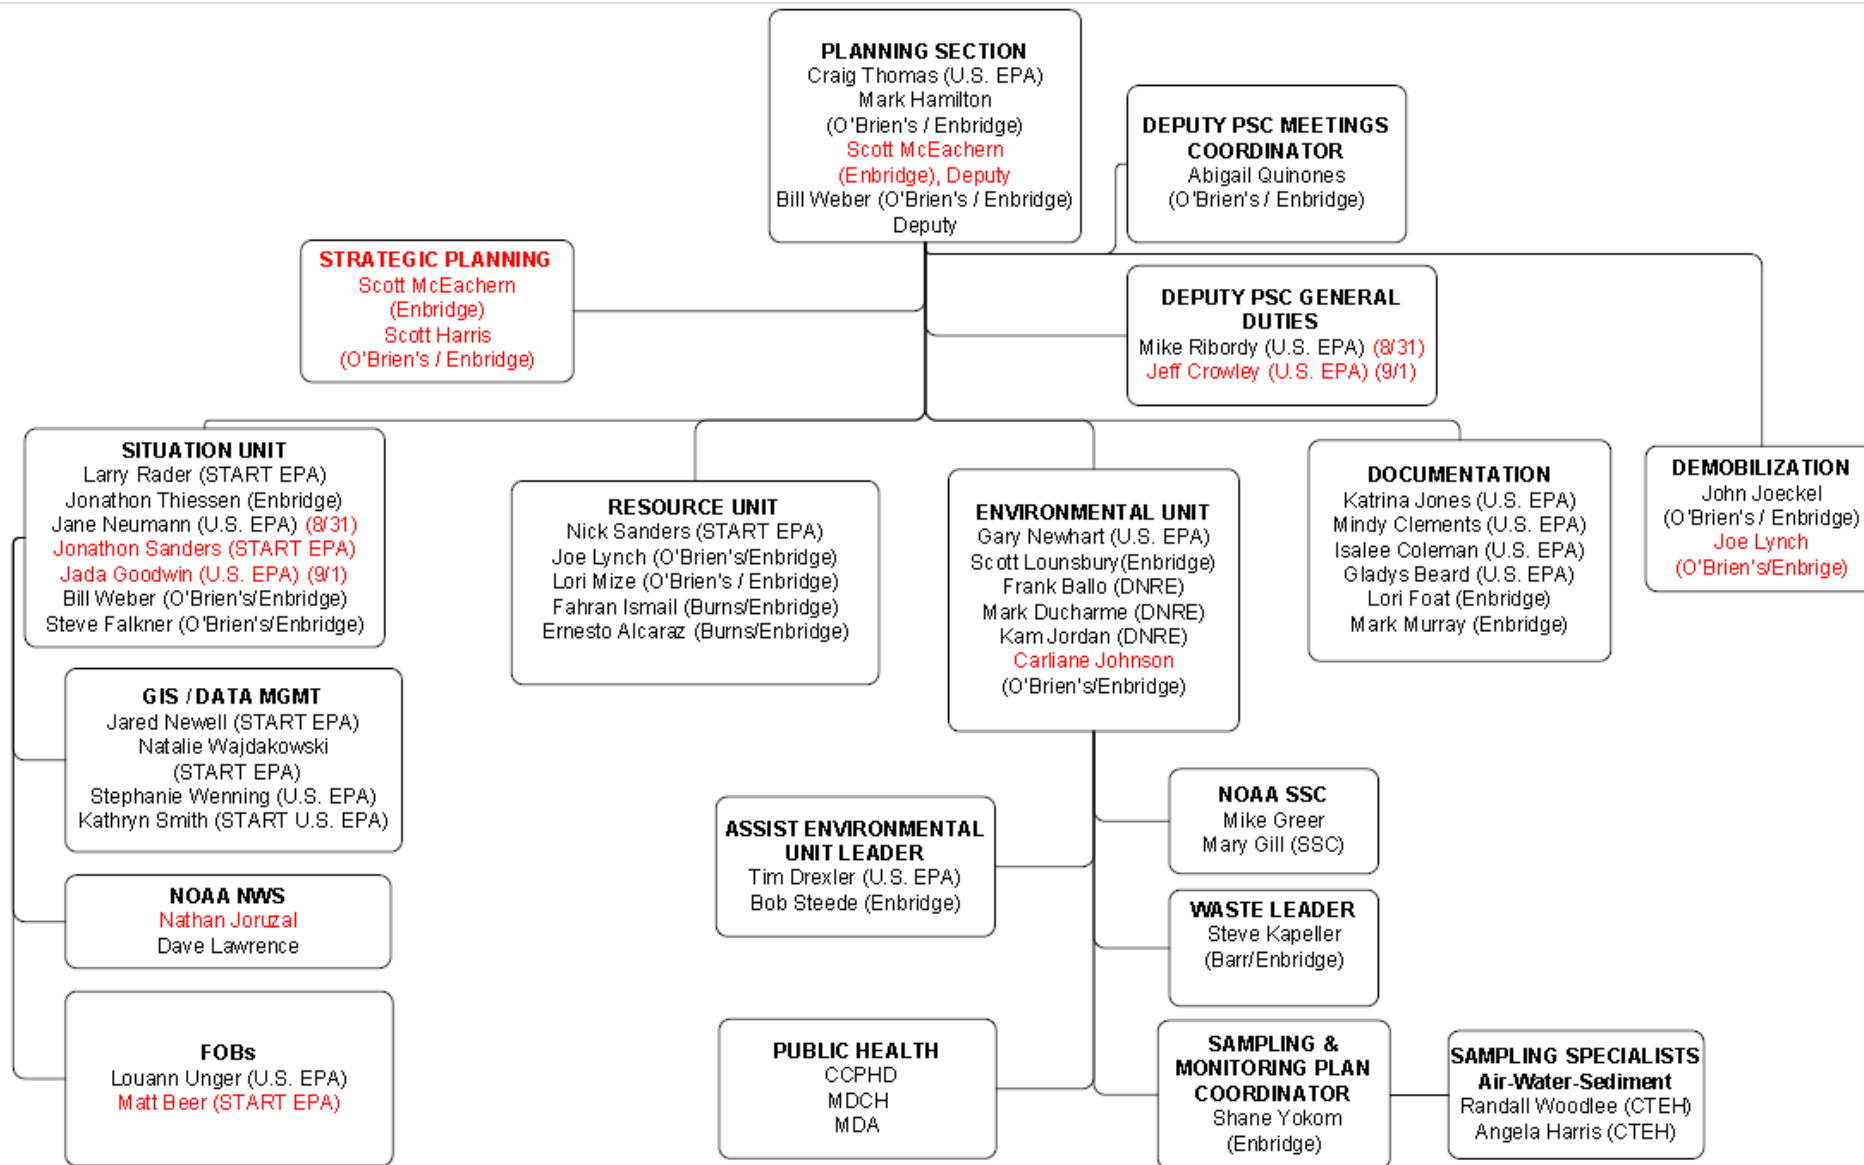 PLANNING SECTION
Craig Thomas (U.S. EPA)
Mark Hamilton
(O'Brien's / Enbridge)
Scott McEachern
(Enbridge), Deputy
Bill Weber (O'Brien's / Enbridge)
Deputy
DEPUTY PSC MEETINGS
COORDINATOR
Abigail Quinones
(O'Brien's / Enbridge)
STRATEGIC PLANNING
Scott McEachern
(Enbridge)
Scott Harris
(O'Brien's / Enbridge)
DEPUTY PSC GENERAL
DUTIES
Mike Ribordy (U.S. EPA) (8/31)
Jeff Crowley (U.S. EPA) (9/1)
SITUATION UNIT
Larry Rader (START EPA)
Jonathon Thiessen (Enbridge)
Jane Neumann (U.S. EPA) (8/31)
Jonathon Sanders (START EPA)
Jada Goodwin (U.S. EPA) (9/1)
Bill Weber (O'Brien's/Enbridge)
Steve Falkner (O'Brien's/Enbridge)
RESOURCE UNIT
Nick Sanders (START EPA)
Joe Lynch (O'Brien's/Enbridge)
Lori Mize (O'Brien's / Enbridge)
Fahran Ismail (Burns/Enbridge)
Ernesto Alcaraz (Burns/Enbridge)
ENVIRONMENTAL UNIT
Gary Newhart (U.S. EPA)
Scott Lounsbury(Enbridge)
Frank Ballo (DNRE)
Mark Ducharme (DNRE)
Kam Jordan (DNRE)
Carliane Johnson
(O'Brien's/Enbridge)
DOCUMENTATION
Katrina Jones (U.S. EPA)
Mindy Clements (U.S. EPA)
Isalee Coleman (U.S. EPA)
Gladys Beard (U.S. EPA)
Lori Foat (Enbridge)
Mark Murray (Enbridge)
DEMOBILIZATION
John Joeckel
(O'Brien's / Enbridge)
Joe Lynch
(O'Brien's/Enbrige)
GIS / DATA MGMT
Jared Newell (START EPA)
Natalie Wajdakowski
(START EPA)
Stephanie Wenning (U.S. EPA)
Kathryn Smith (START U.S. EPA)
NOAA NWS
Nathan Joruzal
Dave Lawrence
FOBs
Louann Unger (U.S. EPA)
Matt Beer (START EPA)
ASSIST ENVIRONMENTAL
UNIT LEADER
Tim Drexler (U.S. EPA)
Bob Steede (Enbridge)
NOAA SSC
Mike Greer
Mary Gill (SSC)
WASTE LEADER
Steve Kapeller
(Barr/Enbridge)
PUBLIC HEALTH
CCPHD
MDCH
MDA
SAMPLING &
MONITORING PLAN
COORDINATOR
Shane Yokom
(Enbridge)
SAMPLING SPECIALISTS
Air-Water-Sediment
Randall Woodlee (CTEH)
Angela Harris (CTEH)